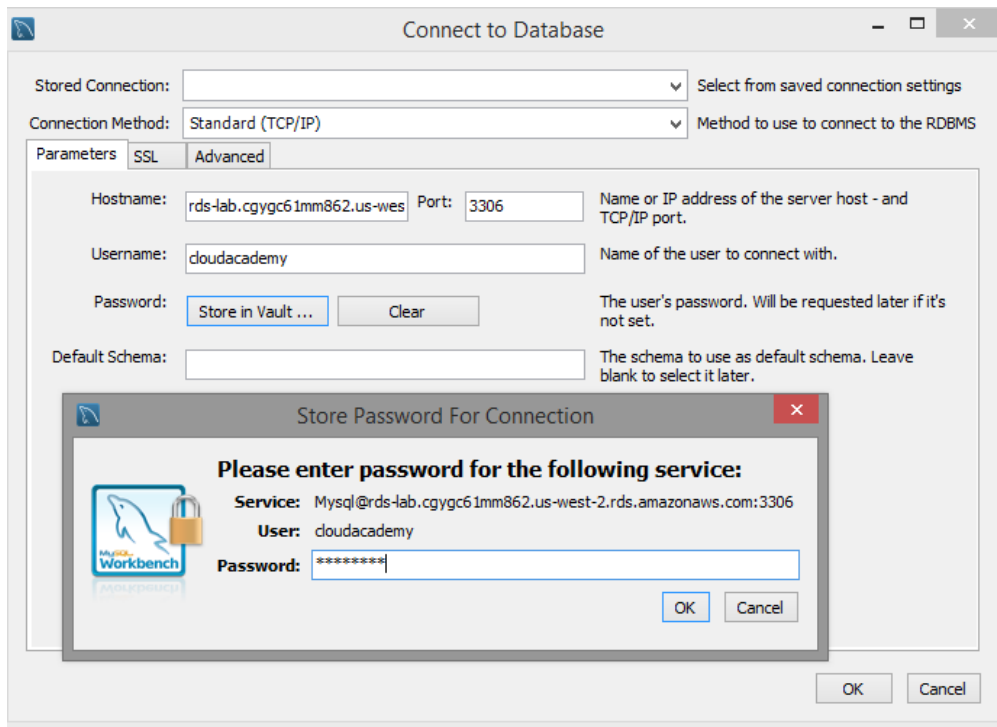 Connect to Database
Stored Connection: Select from saved connection settings
Connection Method: Standard (TCP/IP) Method to use to connect to the RDBMS
Parameters SSL Advanced
Hostname: rds-lab.cgygc61mm862.us-wes Port: 3306 Name or IP address of the server host - and
TCP/IP port.
Username: cloudacademy Name of the user to connect with.
Password: Store in Vault ... Clear The user's password. Will be requested later if it's
not set.
Default Schema: The schema to use as default schema. Leave
blank to select it later.
Store Password For Connection
Please enter password for the following service:
Service: Mysql@rds-lab.cgygc61mm862.us-west-2.rds.amazonaws.com:3306
User: cloudacademy
MySQL
Workbench
Password: ********
OK Cancel
OK Cancel